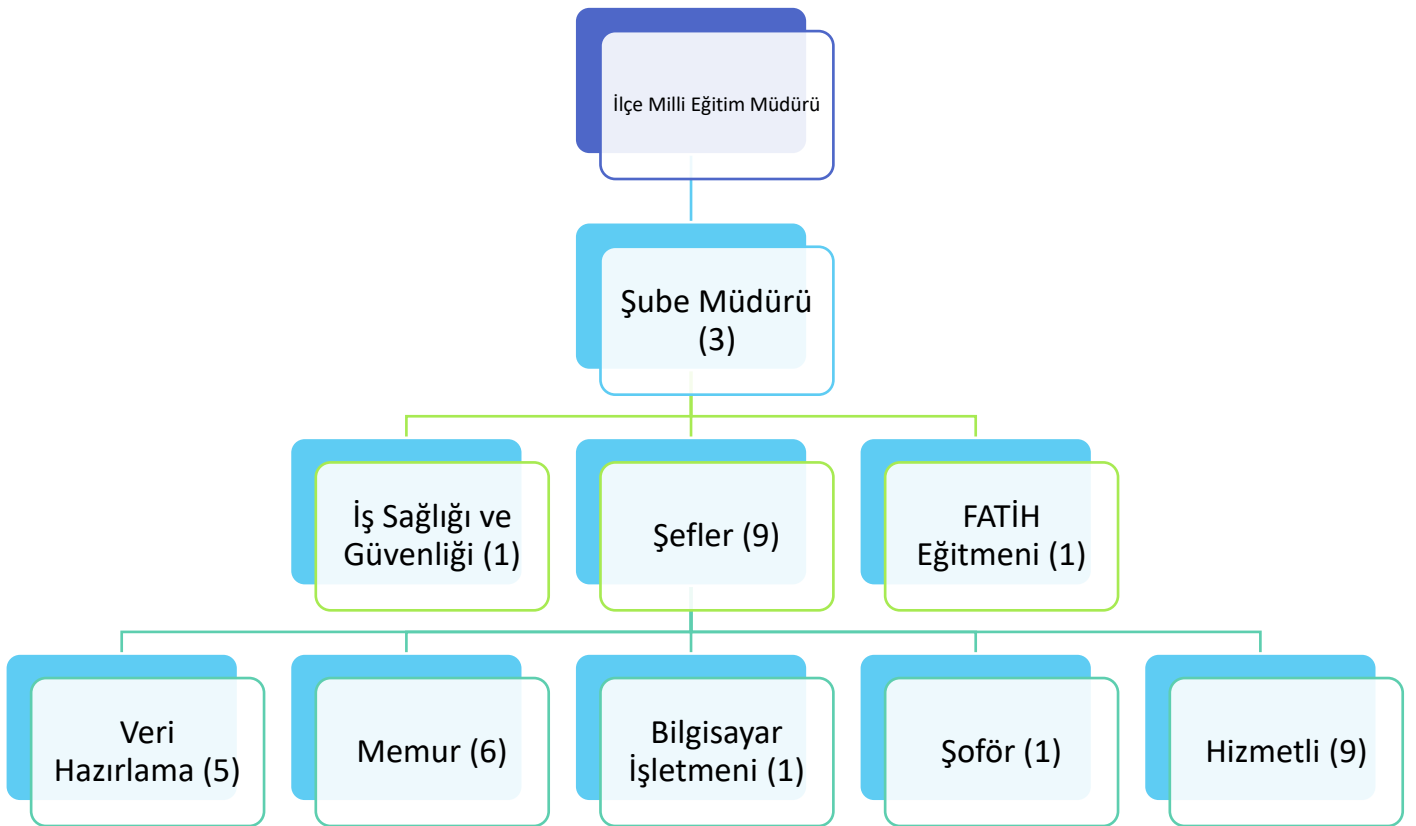 İlçe Milli Eğitim Müdürü
Şube Müdürü
(3)
İş Sağlığı ve
Güvenliği (1)
Şefler (9)
FATİH
Eğitmeni (1)
Veri
Hazırlama (5)
Memur (6)
Bilgisayar
İşletmeni (1)
Şoför (1)
Hizmetli (9)